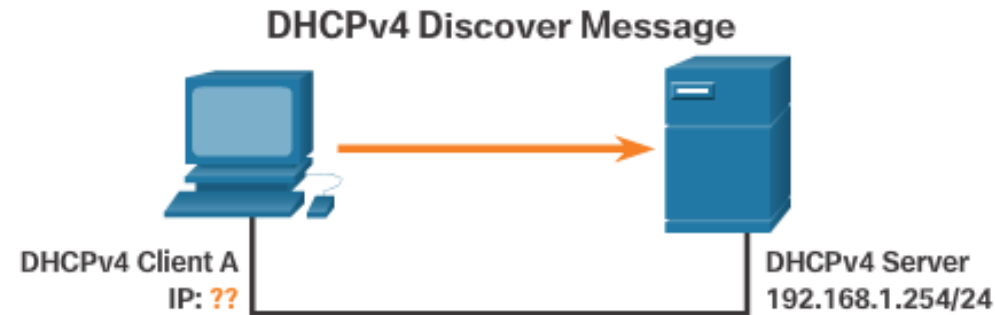 DHCPv4 Discover Message
DHCPv4 Client A
IP: ??
DHCPv4 Server
192.168.1.254/24